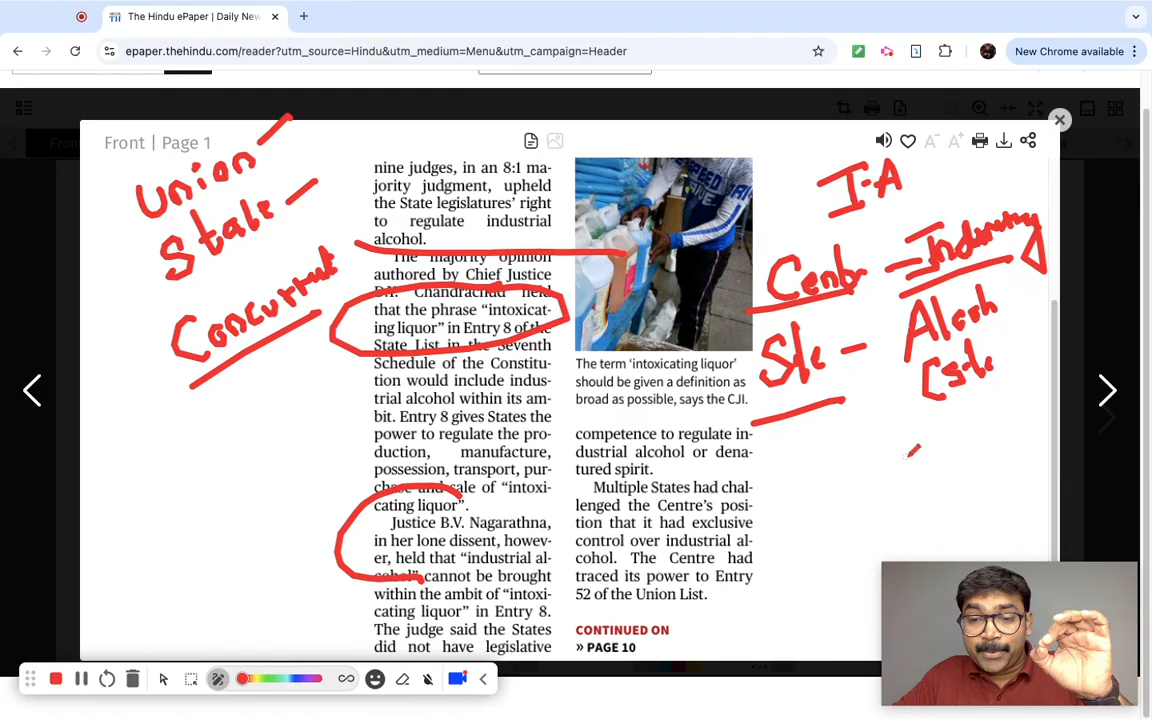 The Hindu ePaper | Daily New
epaper.thehindu.com/reader?utm_source=Hindu&utm_medium=Menu&utm_campaign=Header
New Chrome available
Front | Page 1
nine judges, in an 8:1 ma-
jority judgment, upheld
the State legislatures' right
to regulate industrial
alcohol.
The majority opinion
authored by Chief Justice
D.Y. Chandrachud held
that the phrase "intoxicat-
ing liquor" in Entry 8 of the
State List in the Seventh
Schedule of the Constitu-
tion would include indus-
trial alcohol within its am-
bit. Entry 8 gives States the
power to regulate the pro-
duction, manufacture,
possession, transport, pur-
chase and sale of "intoxi-
cating liquor".
Justice B.V. Nagarathna,
in her lone dissent, howev-
er, held that "industrial al-
cohol" cannot be brought
within the ambit of "intoxi-
cating liquor" in Entry 8.
The judge said the States
did not have legislative
The term 'intoxicating liquor'
should be given a definition as
broad as possible, says the CJI.
competence to regulate in-
dustrial alcohol or dena-
tured spirit.
Multiple States had chal-
lenged the Centre's posi-
tion that it had exclusive
control over industrial al-
cohol. The Centre had
traced its power to Entry
52 of the Union List.
CONTINUED ON
» PAGE 10
Union
State
Concurrent
I-A